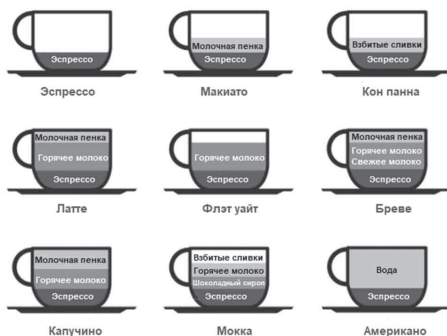 Эспрессо
Эспрессо
Молочная пенка
Эспрессо
Макиато
Взбитые сливки
Эспрессо
Кон панна
Молочная пенка
Горячее молоко
Эспрессо
Латте
Горячее молоко
Эспрессо
Флэт уайт
Молочная пенка
Горячее молоко
Свежее молоко
Эспрессо
Бреве
Молочная пенка
Горячее молоко
Эспрессо
Капучино
Взбитые сливки
Горячее молоко
Шоколадный сироп
Эспрессо
Мокка
Вода
Эспрессо
Американо